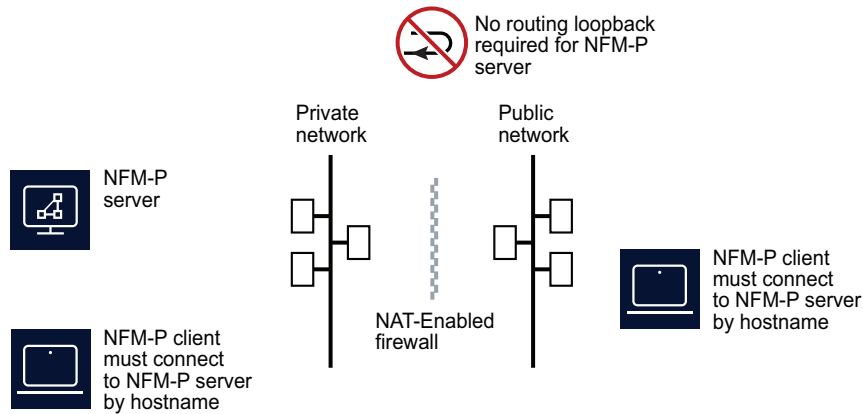 No routing loopback
required for NFM-P
server
Private
network
Public
network
NFM-P
server
NFM-P client
must connect
to NFM-P server
by hostname
NAT-Enabled
firewall
NFM-P client
must connect
to NFM-P server
by hostname